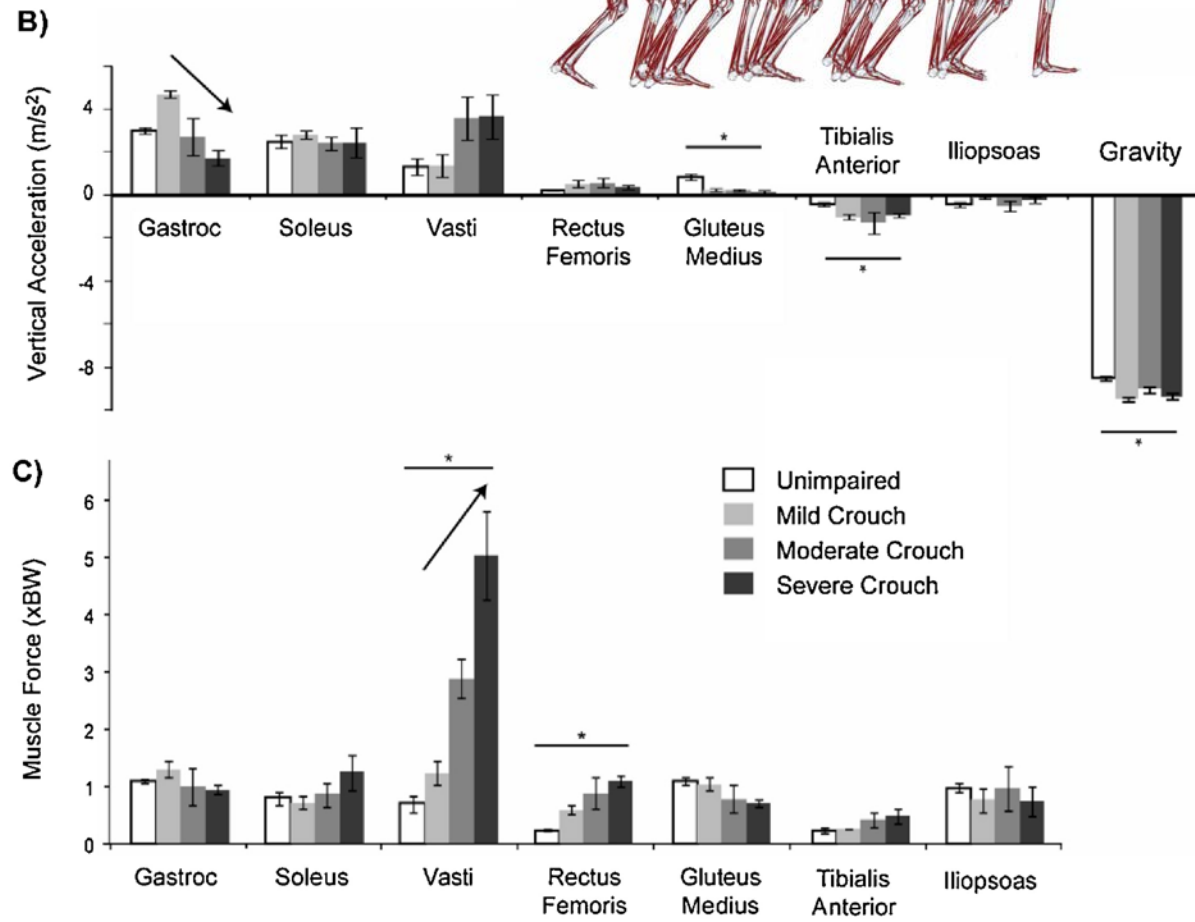 B)
Vertical Acceleration (m/s²)
4
0
-4
-8
*
Tibialis
Anterior
Iliopsoas
Gravity
Gastroc
Soleus
Vasti
Rectus
Femoris
Gluteus
Medius
*
*
C)
Muscle Force (xBW)
6
5
4
3
2
1
0
*
*
Unimpaired
Mild Crouch
Moderate Crouch
Severe Crouch
Gastroc
Soleus
Vasti
Rectus
Femoris
Gluteus
Medius
Tibialis
Anterior
Iliopsoas